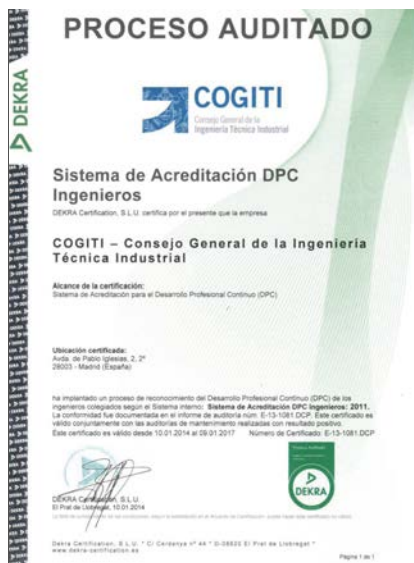 PROCESO AUDITADO
DEKRA
COGITI
Consejo General de la
Ingeniería Técnica Industrial
Sistema de Acreditación DPC
Ingenieros
DEKRA Certification, S.L.U. certifica por el presente que la empresa
COGITI – Consejo General de la Ingeniería
Técnica Industrial
Alcance de la certificación:
Sistema de Acreditación para el Desarrollo Profesional Continuo (DPC)
Ubicación certificada:
Avda. de Pablo Iglesias, 2, 2º
28003 - Madrid (España)
ha implantado un proceso de reconocimiento del Desarrollo Profesional Continuo (DPC) de los
ingenieros colegiados según el Sistema interno: Sistema de Acreditación DPC Ingenieros: 2011.
La conformidad fue documentada en el informe de auditoría núm. E-13-1081.DCP. Este certificado es
válido conjuntamente con las auditorías de mantenimiento realizadas con resultado positivo.
Este certificado es válido desde 10.01.2014 al 09.01.2017 Número de Certificado: E-13-1081.DCP
DEKRA
DEKRA Certification, S.L.U.
El Prat de Llobregat, 10.01.2014
Dekra Certification, S.L.U. * C/ Cerdanya nº 44 * D-08820 El Prat de Llobregat *
www.dekra-certification.es
Página 1 de 1